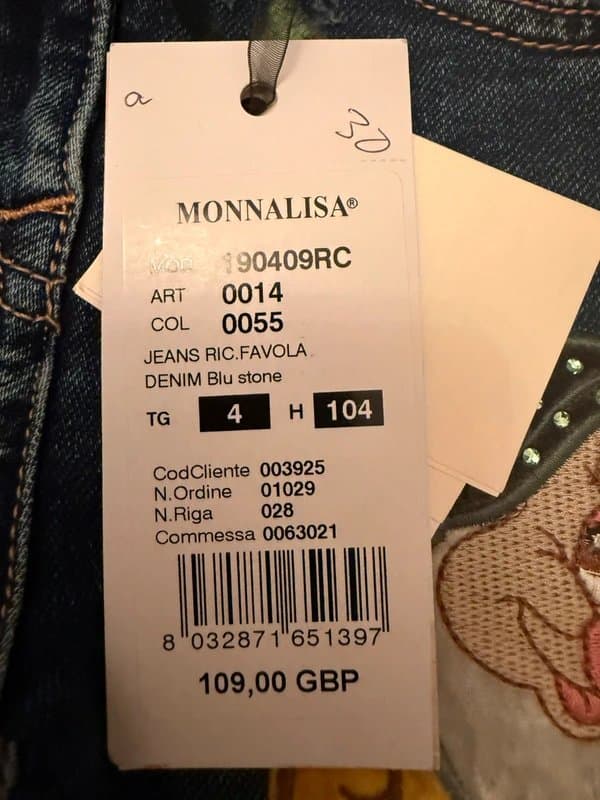 a
30
MONNALISA®
MOD 190409RC
ART 0014
COL 0055
JEANS RIC.FAVOLA
DENIM Blu stone
TG 4 H 104
CodCliente 003925
N.Ordine 01029
N.Riga 028
Commessa 0063021
8 032871 651397
109,00 GBP